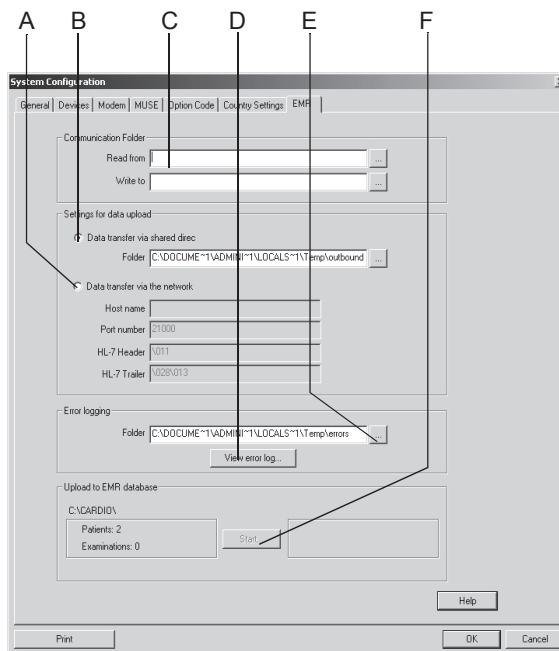 A B C D E F
System Configuration
General Devices Modem MUSE Option Code Country Settings EMR
Communication Folder
Read from ...
Write to ...
Settings for data upload
Data transfer via shared direc
Folder C:\DOCUME~1\ADMINI~1\LOCALS~1\Temp\outbound ...
Data transfer via the network
Host name
Port number 21000
HL-7 Header \011
HL-7 Trailer \028\013
Error logging
Folder C:\DOCUME~1\ADMINI~1\LOCALS~1\Temp\errors ...
View error log...
Upload to EMR database
C:\CARDIO\
Patients: 2
Examinations: 0
Start
Help
Print OK Cancel